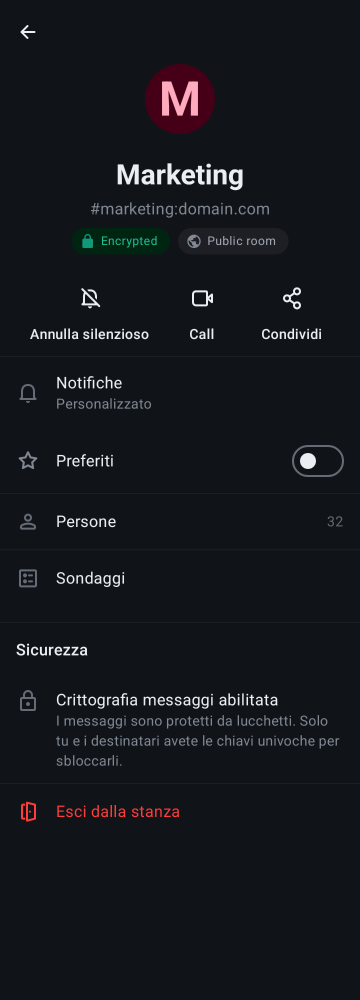 M
Marketing
#marketing:domain.com
Encrypted
Public room
Annulla silenzioso
Call
Condividi
Notifiche
Personalizzato
Preferiti
Persone
32
Sondaggi
Sicurezza
Crittografia messaggi abilitata
I messaggi sono protetti da lucchetti. Solo
tu e i destinatari avete le chiavi univoche per
sbloccarli.
Esci dalla stanza